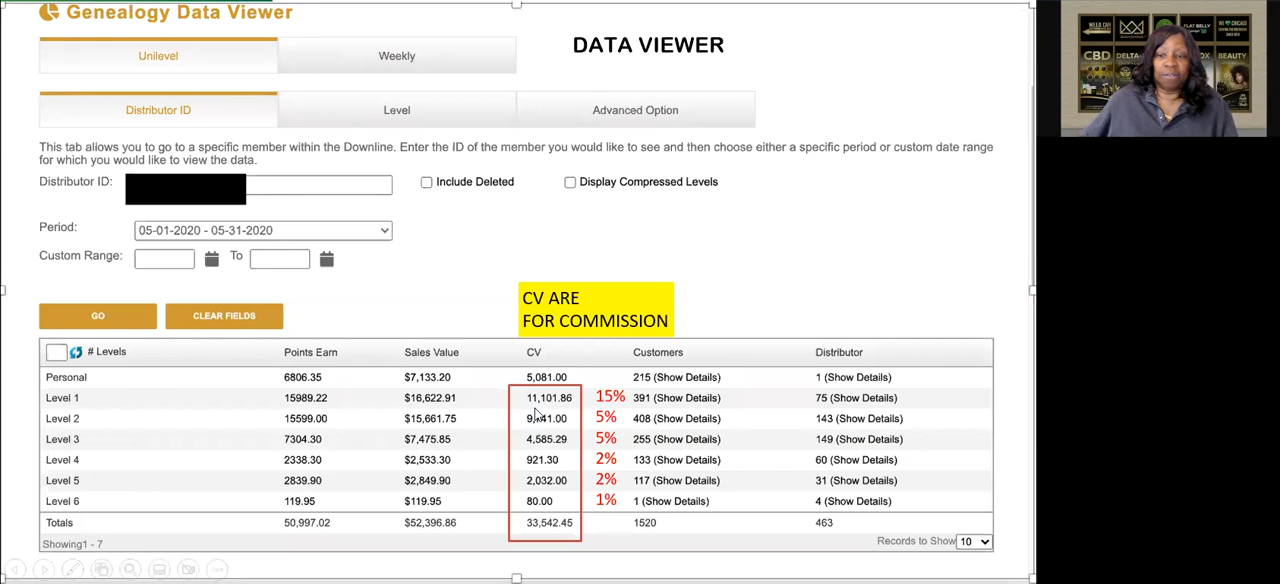 Genealogy Data Viewer
Unilevel Weekly
DATA VIEWER
Distributor ID Level Advanced Option
This tab allows you to go to a specific member within the Downline. Enter the ID of the member you would like to see and then choose either a specific period or custom date range
for which you would like to view the data.
Distributor ID: Include Deleted Display Compressed Levels
Period: 05-01-2020 - 05-31-2020
Custom Range: To
CV ARE
FOR COMMISSION
GO CLEAR FIELDS
# Levels Points Earn Sales Value CV Customers Distributor
Personal 6806.35 $7,133.20 5,081.00 215 (Show Details) 1 (Show Details)
Level 1 15989.22 $16,622.91 11,101.86 15% 391 (Show Details) 75 (Show Details)
Level 2 15599.00 $15,661.75 5% 408 (Show Details) 143 (Show Details)
Level 3 7304.30 $7,475.85 4,585.29 5% 255 (Show Details) 149 (Show Details)
Level 4 2338.30 $2,533.30 921.30 2% 133 (Show Details) 60 (Show Details)
Level 5 2839.90 $2,849.90 2,032.00 2% 117 (Show Details) 31 (Show Details)
Level 6 119.95 $119.95 80.00 1% 1 (Show Details) 4 (Show Details)
Totals 50,997.02 $52,396.86 33,542.45 1520 463
Showing1 - 7 Records to Show 10
CBD DELTA
BEAUTY
FLAT BELLY